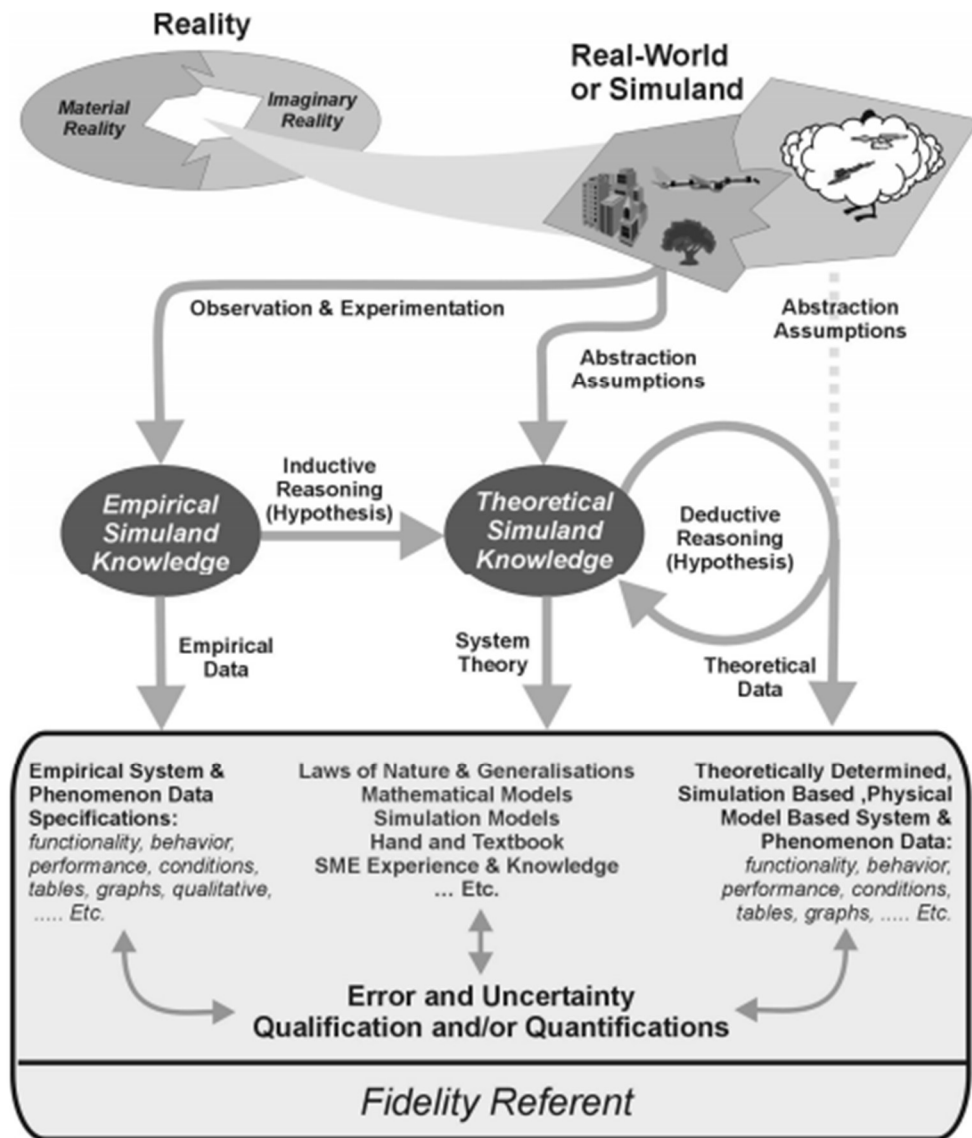 Reality
Material
Reality
Imaginary
Reality
Real-World
or Simuland
Observation & Experimentation
Abstraction
Assumptions
Abstraction
Assumptions
Empirical
Simuland
Knowledge
Inductive
Reasoning
(Hypothesis)
Theoretical
Simuland
Knowledge
Deductive
Reasoning
(Hypothesis)
Empirical
Data
System
Theory
Theoretical
Data
Empirical System &
Phenomenon Data
Specifications:
functionality, behavior,
performance, conditions,
tables, graphs, qualitative,
..... Etc.
Laws of Nature & Generalisations
Mathematical Models
Simulation Models
Hand and Textbook
SME Experience & Knowledge
... Etc.
Theoretically Determined,
Simulation Based ,Physical
Model Based System &
Phenomenon Data:
functionality, behavior,
performance, conditions,
tables, graphs, ..... Etc.
Error and Uncertainty
Qualification and/or Quantifications
Fidelity Referent